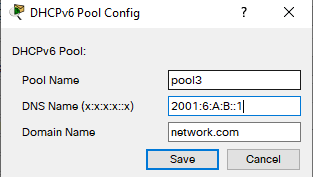 DHCPv6 Pool Config
DHCPv6 Pool:
Pool Name pool3
DNS Name (x:x:x:x::x) 2001:6:A:B::1
Domain Name network.com
Save Cancel